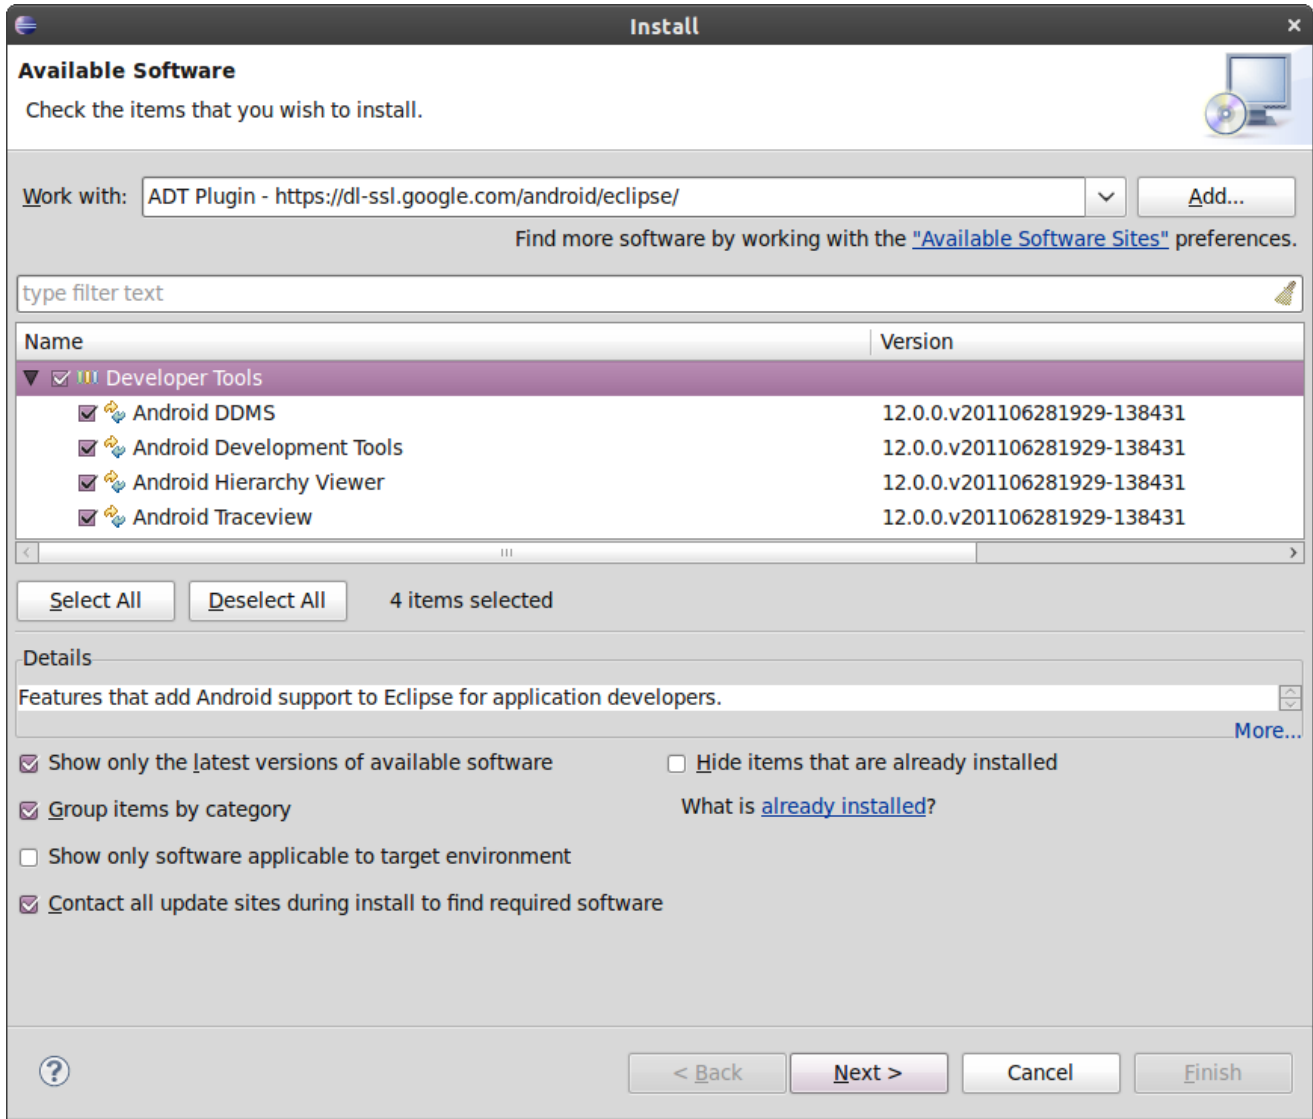 Install
Available Software
Check the items that you wish to install.
Work with: ADT Plugin - https://dl-ssl.google.com/android/eclipse/ Add...
Find more software by working with the "Available Software Sites" preferences.
type filter text
Name Version
Developer Tools
Android DDMS 12.0.0.v201106281929-138431
Android Development Tools 12.0.0.v201106281929-138431
Android Hierarchy Viewer 12.0.0.v201106281929-138431
Android Traceview 12.0.0.v201106281929-138431
Select All Deselect All 4 items selected
Details
Features that add Android support to Eclipse for application developers.
More...
Show only the latest versions of available software Hide items that are already installed
Group items by category What is already installed?
Show only software applicable to target environment
Contact all update sites during install to find required software
? < Back Next > Cancel Finish